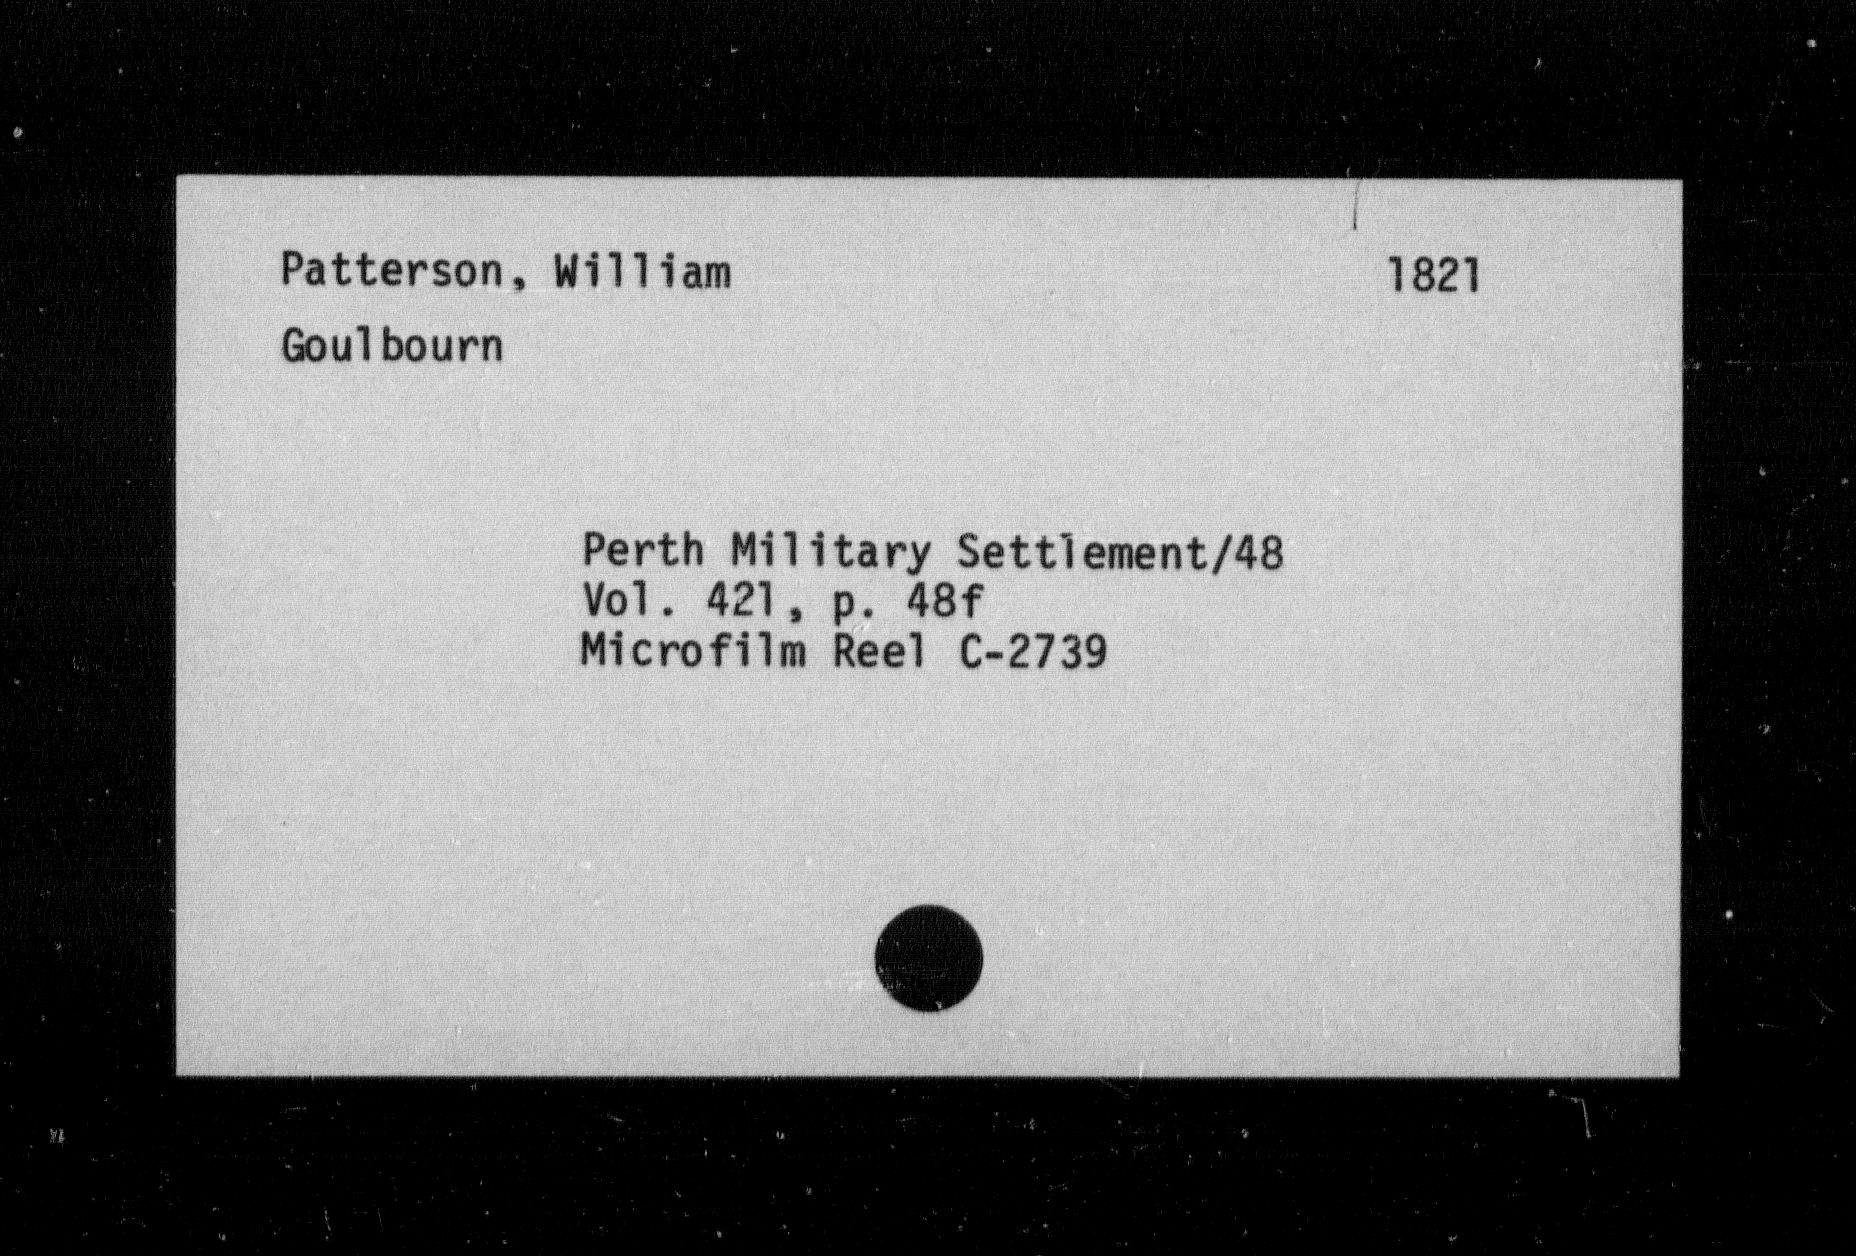 Patterson, William 1821
Goulbourn
Perth Military Settlement/48
Vol. 421, p. 48f
Microfilm Reel C-2739